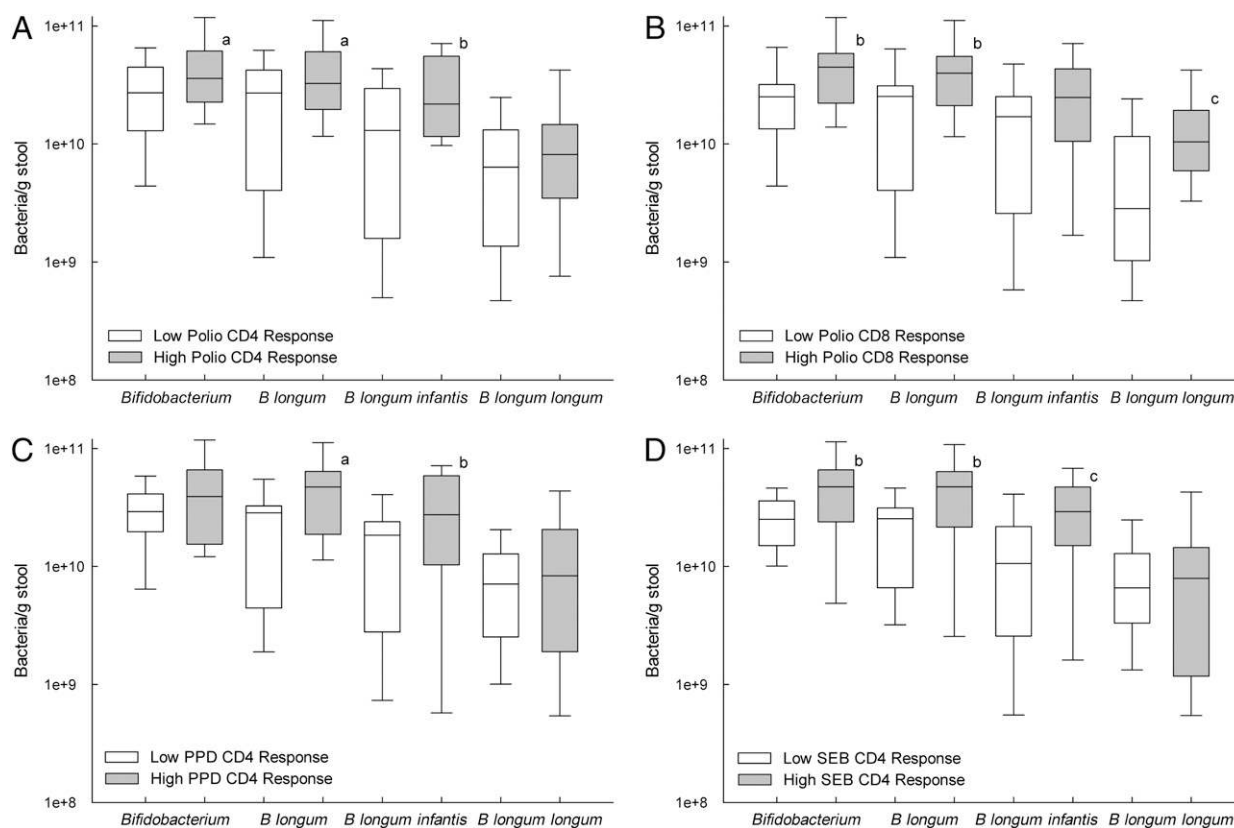 A
1e+11
a
a
b
1e+10
Bacteria/g stool
1e+9
Low Polio CD4 Response
High Polio CD4 Response
1e+8
Bifidobacterium B longum B longum infantis B longum longum
B
1e+11
b
b
c
1e+10
Bacteria/g stool
1e+9
Low Polio CD8 Response
High Polio CD8 Response
1e+8
Bifidobacterium B longum B longum infantis B longum longum
C
1e+11
a
b
1e+10
Bacteria/g stool
1e+9
Low PPD CD4 Response
High PPD CD4 Response
1e+8
Bifidobacterium B longum B longum infantis B longum longum
D
1e+11
b
b
c
1e+10
Bacteria/g stool
1e+9
Low SEB CD4 Response
High SEB CD4 Response
1e+8
Bifidobacterium B longum B longum infantis B longum longum